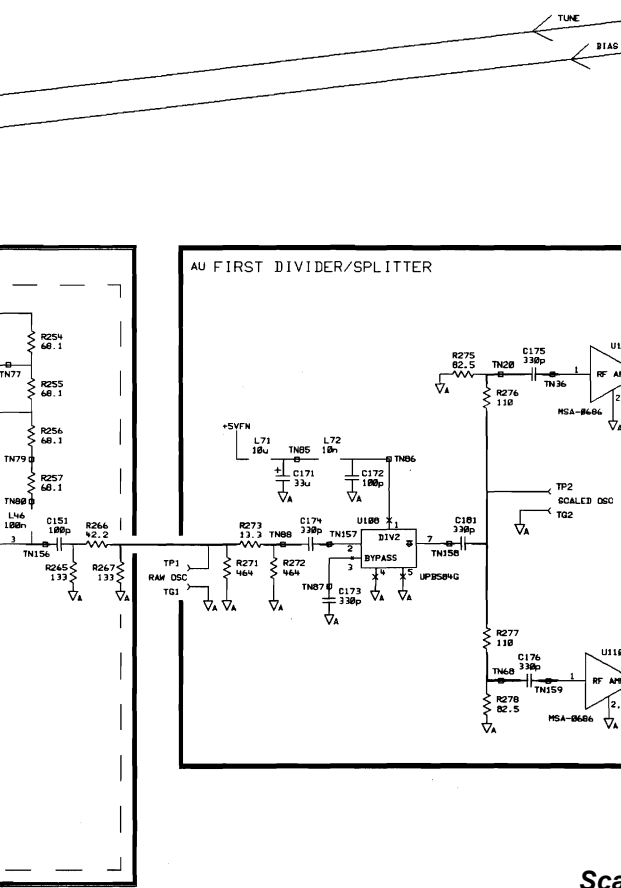 TUNE
BIAS
AU FIRST DIVIDER/SPLITTER
R254
68.1
TN77
R255
68.1
R256
68.1
TN79
R257
68.1
TN80
L46
100n
3
TN156
C151
100p
R266
42.2
R265
133
R267
133
A
A
TP1
RAW OSC
TG1
A
R271
464
A
R273
13.3
R272
464
A
TN88
C174
330p
TN157
+5VFN
L71
10u
TN85
+
C171
33u
A
L72
10n
C172
100p
A
TN86
U108
1
DIV2
2
BYPASS
3
4
5
7
A
A
UPB584G
TN87
C173
330p
A
TN158
C181
330p
R275
82.5
A
TN20
C175
330p
TN36
1
RF AM
2
MSA-0686
A
R276
110
TP2
SCALED OSC
TG2
A
R277
110
TN68
C176
330p
TN159
1
U110
RF AMP
2,
MSA-0686
A
R278
82.5
A
Sca